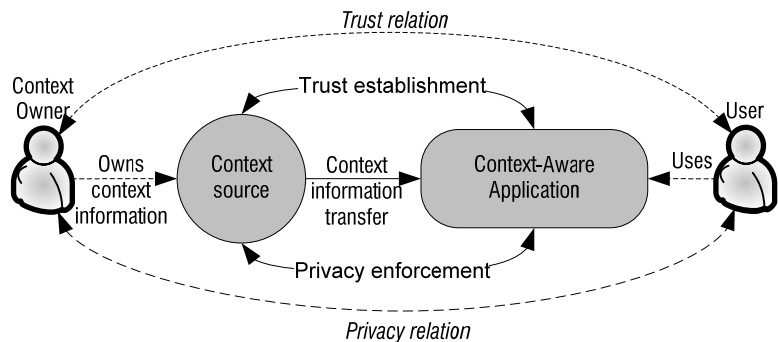 Trust relation
Context
Owner
Trust establishment
User
Owns
context
information
Context
source
Context
information
transfer
Context-Aware
Application
Uses
Privacy enforcement
Privacy relation